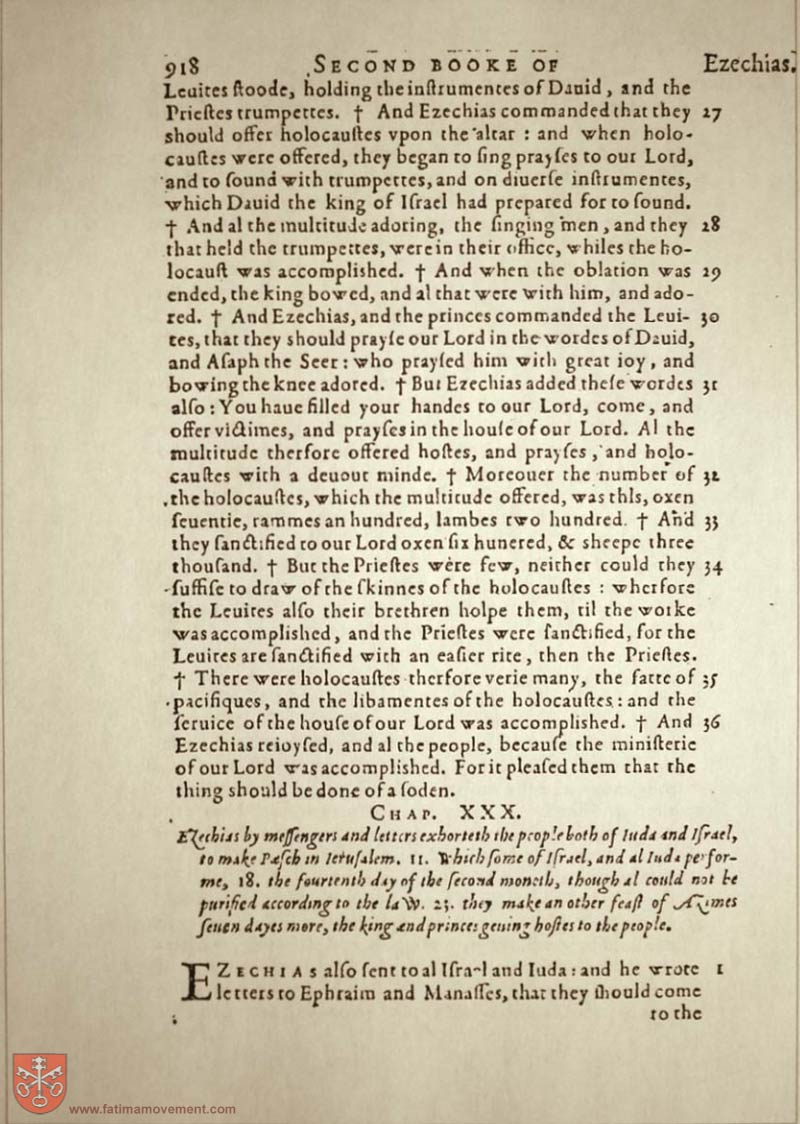 918 SECOND BOOKE OF Ezechias.
Leuites ſtoode, holding the inſtrumentes of Dauid, and the
Prieſtes trumpettes. † And Ezechias commanded that they 27
should offer holocauſtes vpon the altar : and when holo-
cauſtes were offered, they began to ſing prayſes to our Lord,
and to ſound with trumpettes, and on diuerſe inſtrumentes,
which Dauid the king of Iſrael had prepared for to ſound.
† And al the multitude adoring, the ſinging men, and they 28
that held the trumpettes, were in their office, whiles the ho-
locauſt was accomplished. † And when the oblation was 29
ended, the king bowed, and al that were with him, and ado-
red. † And Ezechias, and the princes commanded the Leui- 30
tes, that they should prayſe our Lord in the wordes of Dauid,
and Aſaph the Seer : who prayſed him with great ioy, and
bowing the knee adored. † But Ezechias added theſe wordes 31
alſo : You haue filled your handes to our Lord, come, and
offer victimes, and prayſes in the houſe of our Lord. Al the
multitude therfore offered hoſtes, and prayſes, and holo-
cauſtes with a deuout minde. † Moreouer the number of 32
the holocauſtes, which the multitude offered, was this, oxen
ſeuentie, rammes an hundred, lambes two hundred. † And 33
they ſanctified to our Lord oxen ſix hunered, & sheepe three
thouſand. † But the Prieſtes were few, neither could they 34
ſuffiſe to draw of the ſkinnes of the holocauſtes : wherfore
the Leuites alſo their brethren holpe them, til the worke
was accomplished, and the Prieſtes were ſanctified, for the
Leuites are ſanctified with an eaſier rite, then the Prieſtes.
† There were holocauſtes therfore verie many, the fatte of 35
pacifiques, and the libamentes of the holocauſtes : and the
ſeruice of the houſe of our Lord was accomplished. † And 36
Ezechias reioyſed, and al the people, becauſe the miniſterie
of our Lord was accomplished. For it pleaſed them that the
thing should be done of a ſoden.
CHAP. XXX.
Ezechias by meſſengers and letters exhorteth the people both of Iuda and Iſrael,
to make Paſch in Ieruſalem. 11. Which ſome of Iſrael, and al Iuda perfor-
me, 18. the fourtenth day of the ſecond moneth, though al could not be
purified according to the law. 23. they make an other feaſt of Azimes
ſeuen dayes more, the king and princes geuing hoſtes to the people.
EZECHIAS alſo ſent to al Iſrael and Iuda : and he wrote 1
letters to Ephraim and Manaſſes, that they ſhould come
to the
www.fatimamovement.com